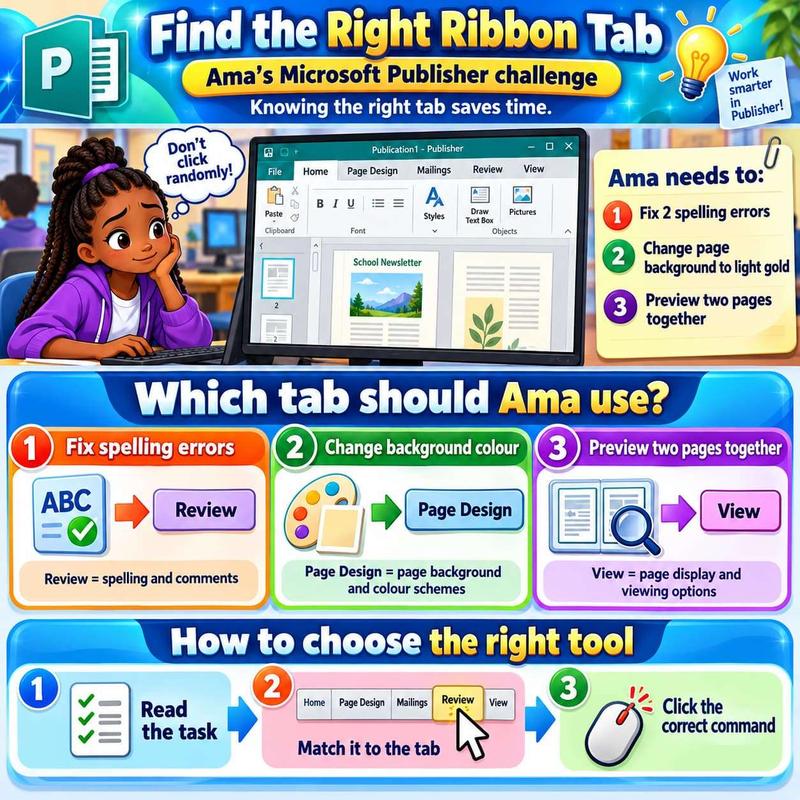 Find the Right Ribbon Tab
P
Ama's Microsoft Publisher challenge
Knowing the right tab saves time.
Work
smarter
in
Publisher!
Don't
click
randomly!
Publication1 - Publisher
File
Home
Page Design
Mailings
Review
View
Paste
Clipboard
B I U
Font
Styles
Draw
Text Box
Pictures
Objects
2
School Newsletter
Ama needs to:
1 Fix 2 spelling errors
2 Change page
background to light gold
3 Preview two pages
together
Which tab should Ama use?
1 Fix spelling errors
ABC
Review
Review = spelling and comments
2 Change background colour
Page Design
Page Design = page background
and colour schemes
3 Preview two pages together
View
View = page display and
viewing options
How to choose the right tool
1
Read
the task
2
Home
Page Design
Mailings
Review
View
Match it to the tab
3
Click the
correct command